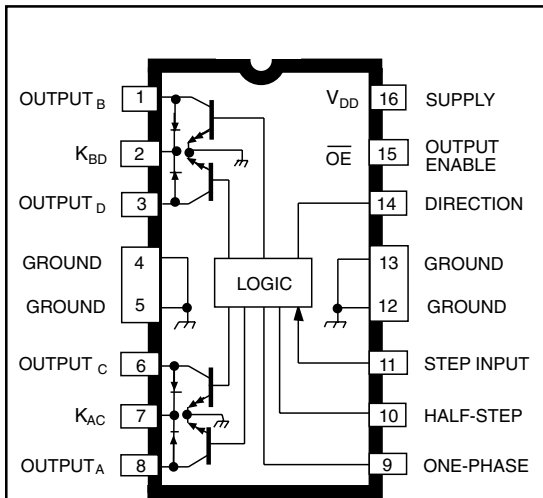 OUTPUT B 1
K BD 2
OUTPUT D 3
GROUND 4
GROUND 5
OUTPUT C 6
K AC 7
OUTPUT A 8
LOGIC
V DD 16 SUPPLY
OE 15 OUTPUT
ENABLE
14 DIRECTION
13 GROUND
12 GROUND
11 STEP INPUT
10 HALF-STEP
9 ONE-PHASE